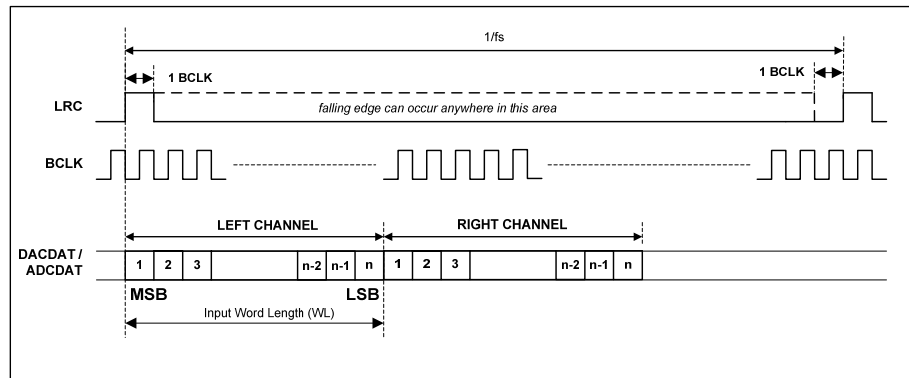 1/fs
1 BCLK
1 BCLK
LRC
falling edge can occur anywhere in this area
BCLK
LEFT CHANNEL
RIGHT CHANNEL
DACDAT /
ADCDAT
1 2 3 n-2 n-1 n 1 2 3 n-2 n-1 n
MSB LSB
Input Word Length (WL)